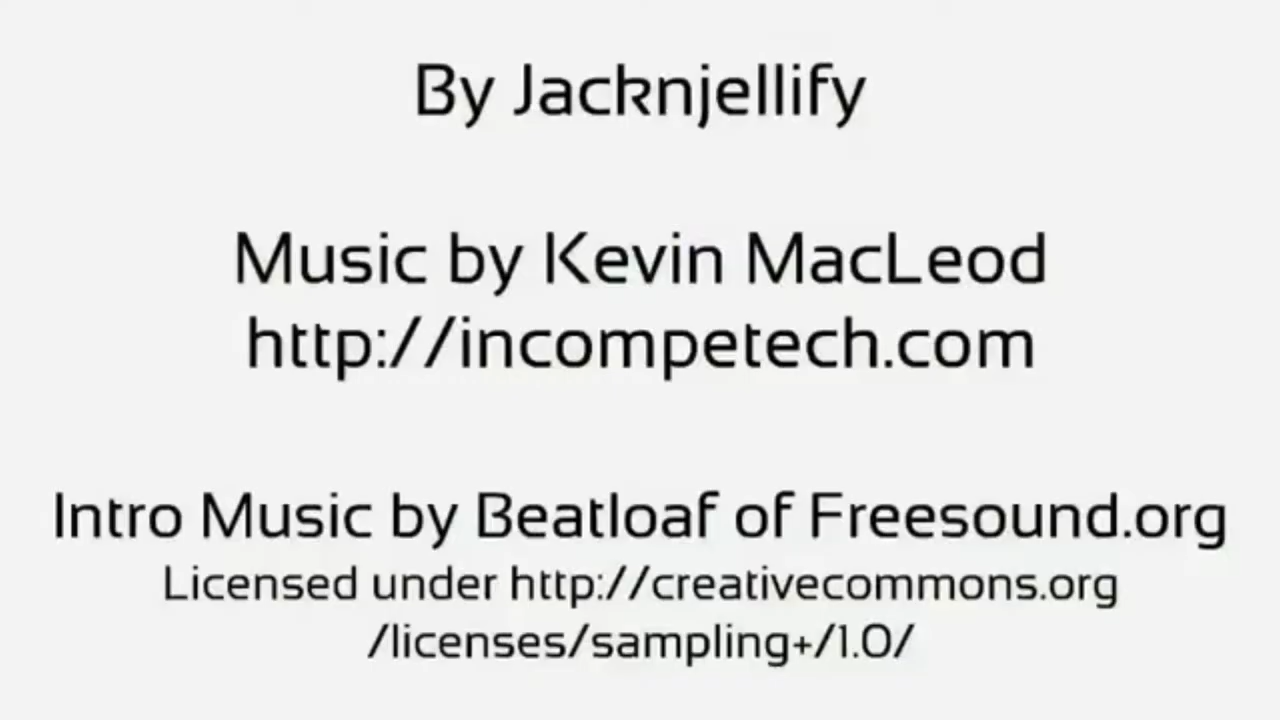 By Jacknjellify
Music by Kevin MacLeod
http://incompetech.com
Intro Music by Beatloaf of Freesound.org
Licensed under http://creativecommons.org
/licenses/sampling+/1.0/